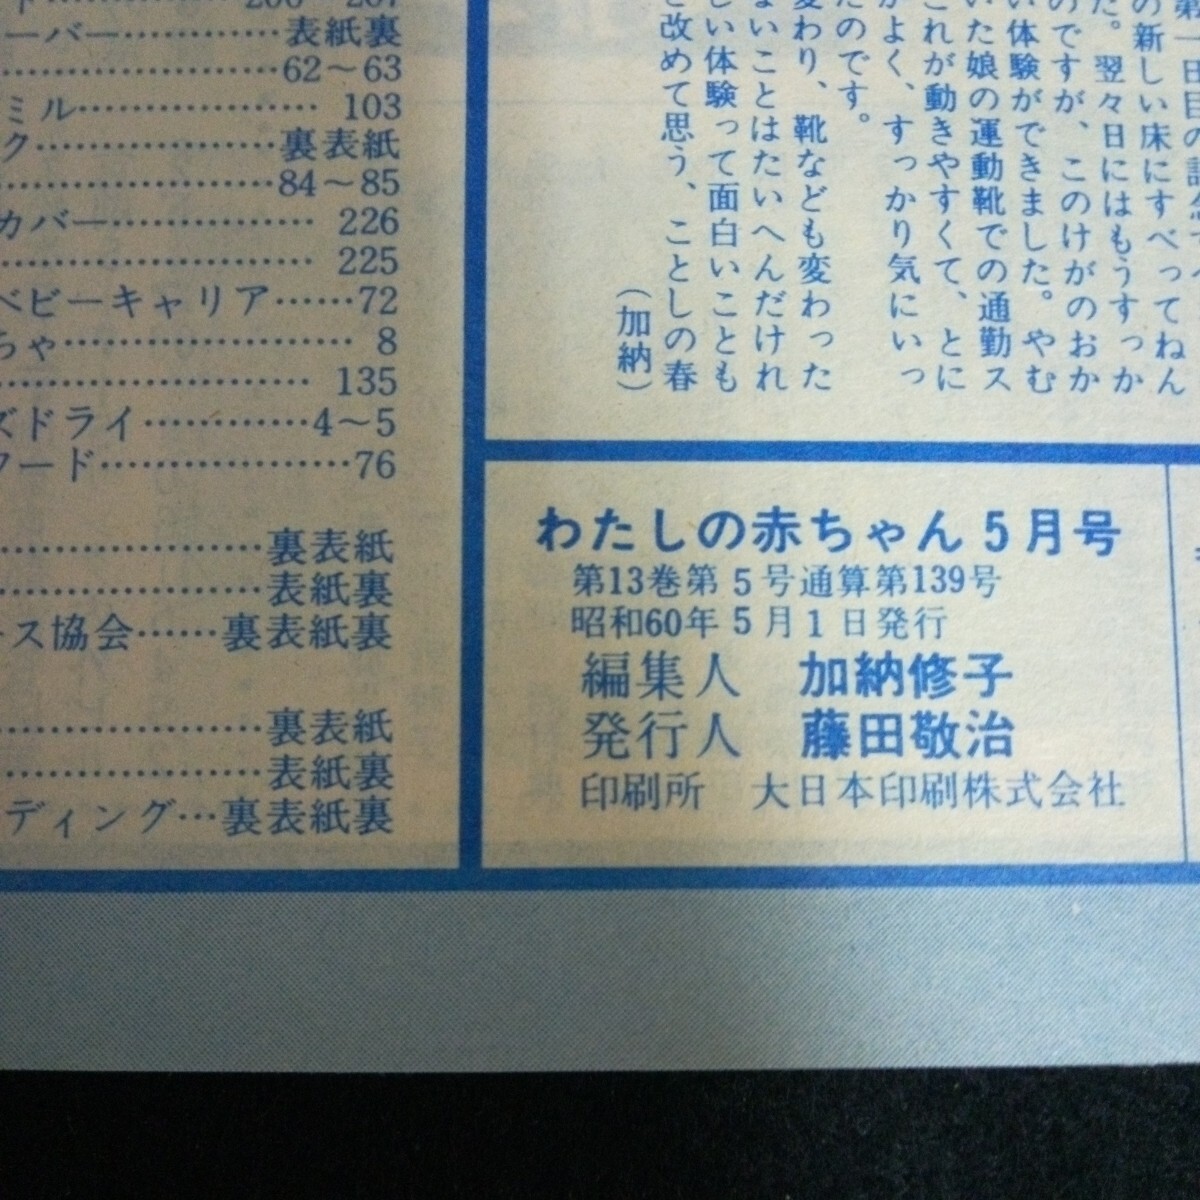 表紙裏
62〜63
ミル 103
ク 裏表紙
84〜85
カバー 226
225
ベビーキャリア 72
ちゃ 8
135
ズドライ 4〜5
フード 76
裏表紙
表紙裏
ース協会 裏表紙裏
裏表紙
表紙裏
ディング 裏表紙裏
の新しい床にすべってねん
た。翌々日にはもうすっか
のですが、このけがのおか
い体験ができました。やむ
いた娘の運動靴での通勤ス
これが動きやすくて、とに
がよく、すっかり気にいっ
たのです。
変わり、靴なども変わった
ないことはたいへんだけれ
しい体験って面白いことも
と改めて思う、ことしの春
（加納）
わたしの赤ちゃん5月号
第13巻第5号通算第139号
昭和60年5月1日発行
編集人 加納修子
発行人 藤田敬治
印刷所 大日本印刷株式会社